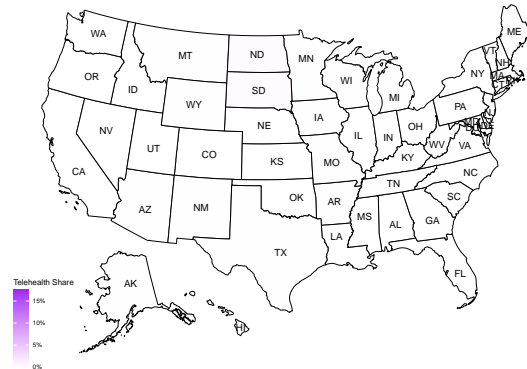 WA
MT
ND
MN
ME
VT
NH
OR
ID
SD
WI
NY
MA
WY
MI
CT
NE
IA
PA
NV
UT
CO
IL
IN
OH
CA
KS
MO
WV
VA
KY
NC
TN
AZ
NM
OK
AR
SC
MS
AL
GA
LA
TX
FL
AK
HI
Telehealth Share
15%
10%
5%
0%